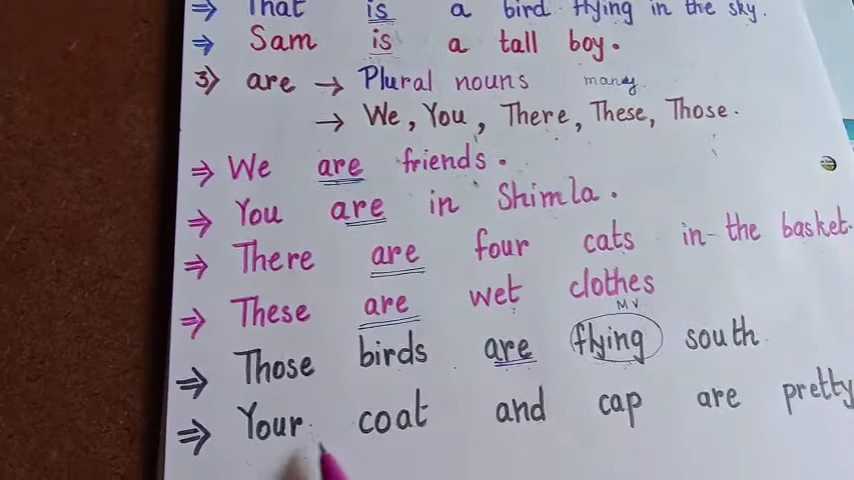 ⇒ That is a bird flying in the sky.
⇒ Sam is a tall boy.
3) are → Plural nouns many.
→ We, You, There, These, Those.
⇒ We are friends.
⇒ You are in Shimla.
⇒ There are four cats in the basket.
⇒ These are wet clothes
MV
⇒ Those birds are flying south
⇒ Your coat and cap are pretty